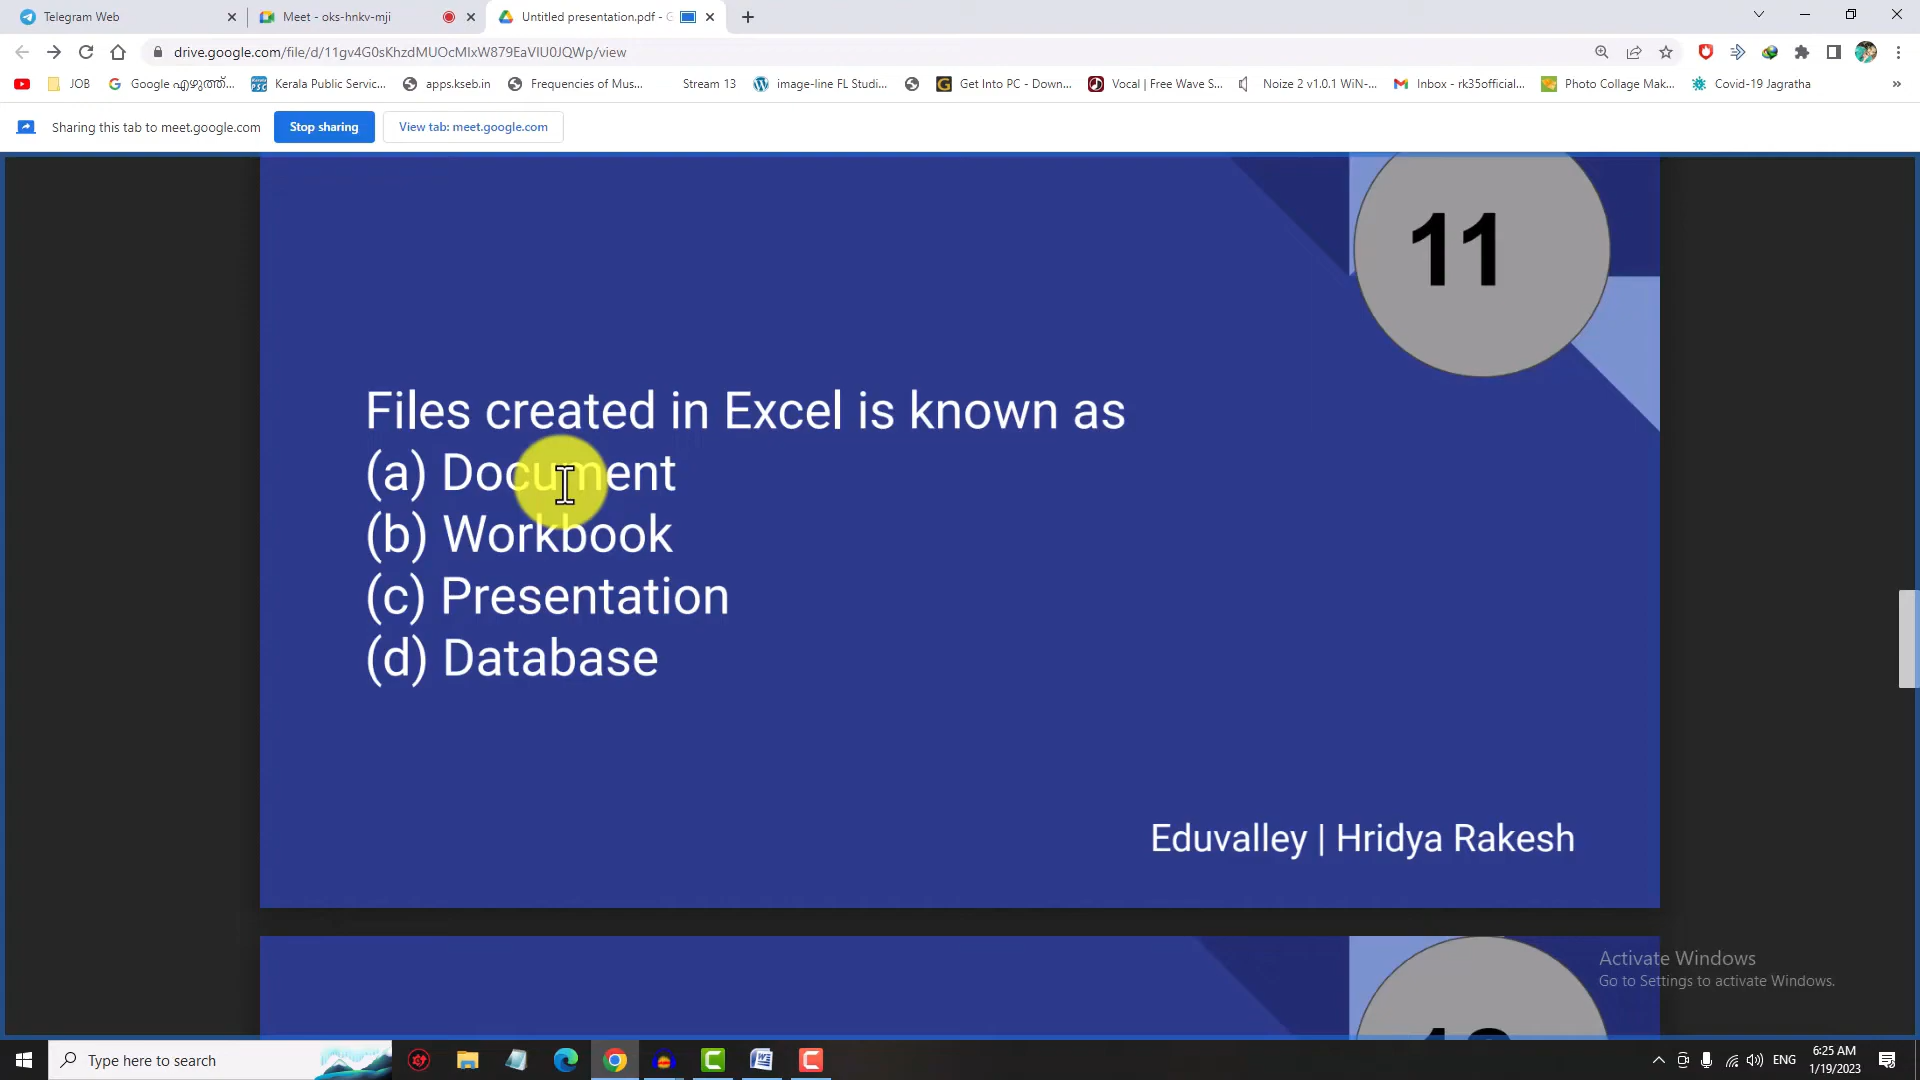 Telegram Web
Meet - oks-hnkv-mji
Untitled presentation.pdf - G
drive.google.com/file/d/11gv4G0sKhzdMUOcMIxW879EaVIU0JQWp/view
JOB
Google എഴുത്ത്...
Kerala Public Servic...
apps.kseb.in
Frequencies of Mus...
Stream 13
image-line FL Studi...
Get Into PC - Down...
Vocal | Free Wave S...
Noize 2 v1.0.1 WiN-...
Inbox - rk35official...
Photo Collage Mak...
Covid-19 Jagratha
Sharing this tab to meet.google.com
Stop sharing
View tab: meet.google.com
11
Files created in Excel is known as
(a) Document
(b) Workbook
(c) Presentation
(d) Database
Eduvalley | Hridya Rakesh
Activate Windows
Go to Settings to activate Windows.
Type here to search
ENG
6:25 AM
1/19/2023